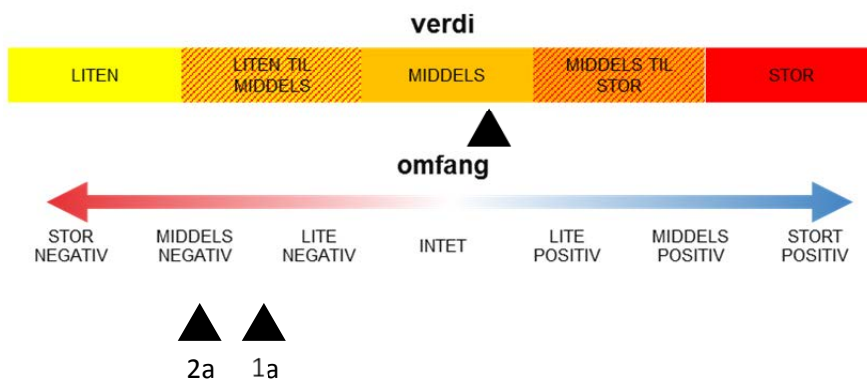 verdi
LITEN
LITEN TIL
MIDDELS
MIDDELS
MIDDELS TIL
STOR
STOR
omfang
STOR
NEGATIV
MIDDELS
NEGATIV
LITE
NEGATIV
INTET
LITE
POSITIV
MIDDELS
POSITIV
STORT
POSITIV
2a
1a